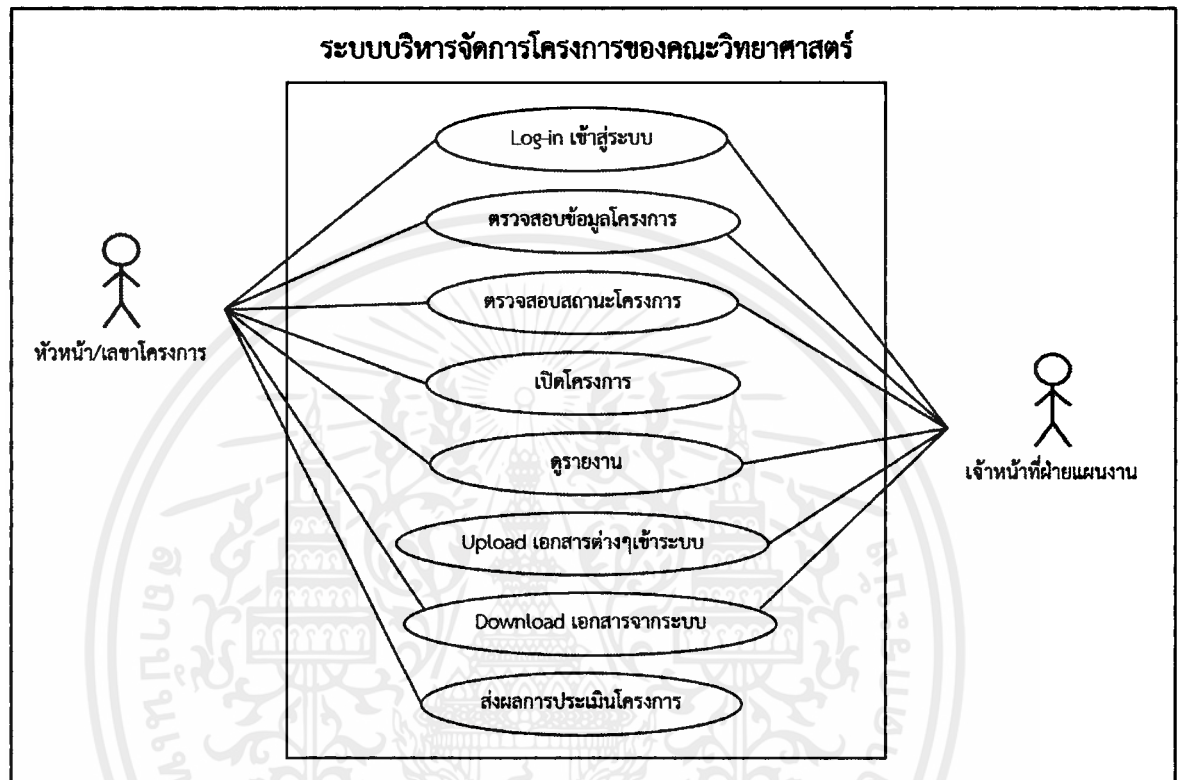 ระบบบริหารจัดการโครงการของคณะวิทยาศาสตร์
Log-in เข้าสู่ระบบ
ตรวจสอบข้อมูลโครงการ
ตรวจสอบสถานะโครงการ
หัวหน้า/เลขาโครงการ
เปิดโครงการ
ดูรายงาน
เจ้าหน้าที่ฝ่ายแผนงาน
Upload เอกสารต่างๆเข้าระบบ
Download เอกสารจากระบบ
ส่งผลการประเมินโครงการ